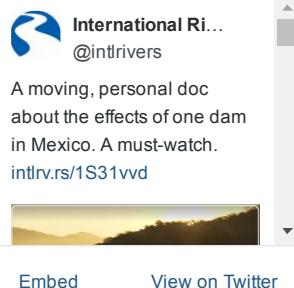 International Ri...
@intlrivers
A moving, personal doc
about the effects of one dam
in Mexico. A must-watch.
intlrv.rs/1S31vvd
Embed
View on Twitter